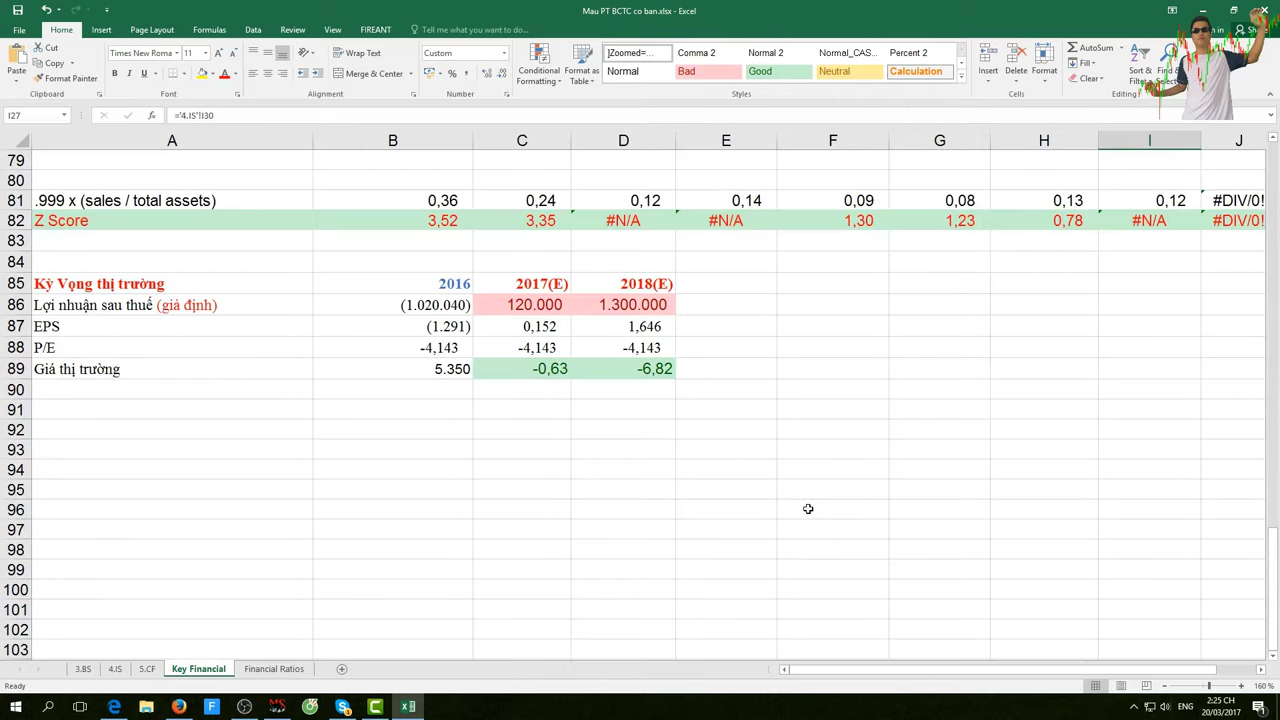 Mau PT BCTC co ban.xlsx - Excel
File Home Insert Page Layout Formulas Data Review View FIREANT Tell me what you want to do...
Cut
Copy
Format Painter
Paste
Clipboard
Times New Roma 11
B I U
Font
Wrap Text
Merge & Center
Alignment
Custom
Number
Conditional Formatting
Format as Table
]Zoomed=... Comma 2 Normal 2 Normal_CAS... Percent 2
Normal Bad Good Neutral Calculation
Styles
Insert Delete Format
Cells
AutoSum
Fill
Clear
Sort &
Editing
I27 ='4.IS'!I30
A B C D E F G H I J
79
80
81 .999 x (sales / total assets) 0,36 0,24 0,12 0,14 0,09 0,08 0,13 0,12 #DIV/0!
82 Z Score 3,52 3,35 #N/A #N/A 1,30 1,23 0,78 #N/A #DIV/0!
83
84
85 Kỳ Vọng thị trường 2016 2017(E) 2018(E)
86 Lợi nhuận sau thuế (giả định) (1.020.040) 120.000 1.300.000
87 EPS (1.291) 0,152 1,646
88 P/E -4,143 -4,143 -4,143
89 Giá thị trường 5.350 -0,63 -6,82
90
91
92
93
94
95
96
97
98
99
100
101
102
103
3.BS 4.IS 5.CF Key Financial Financial Ratios
Ready 160 %
ENG 2:25 CH
20/03/2017